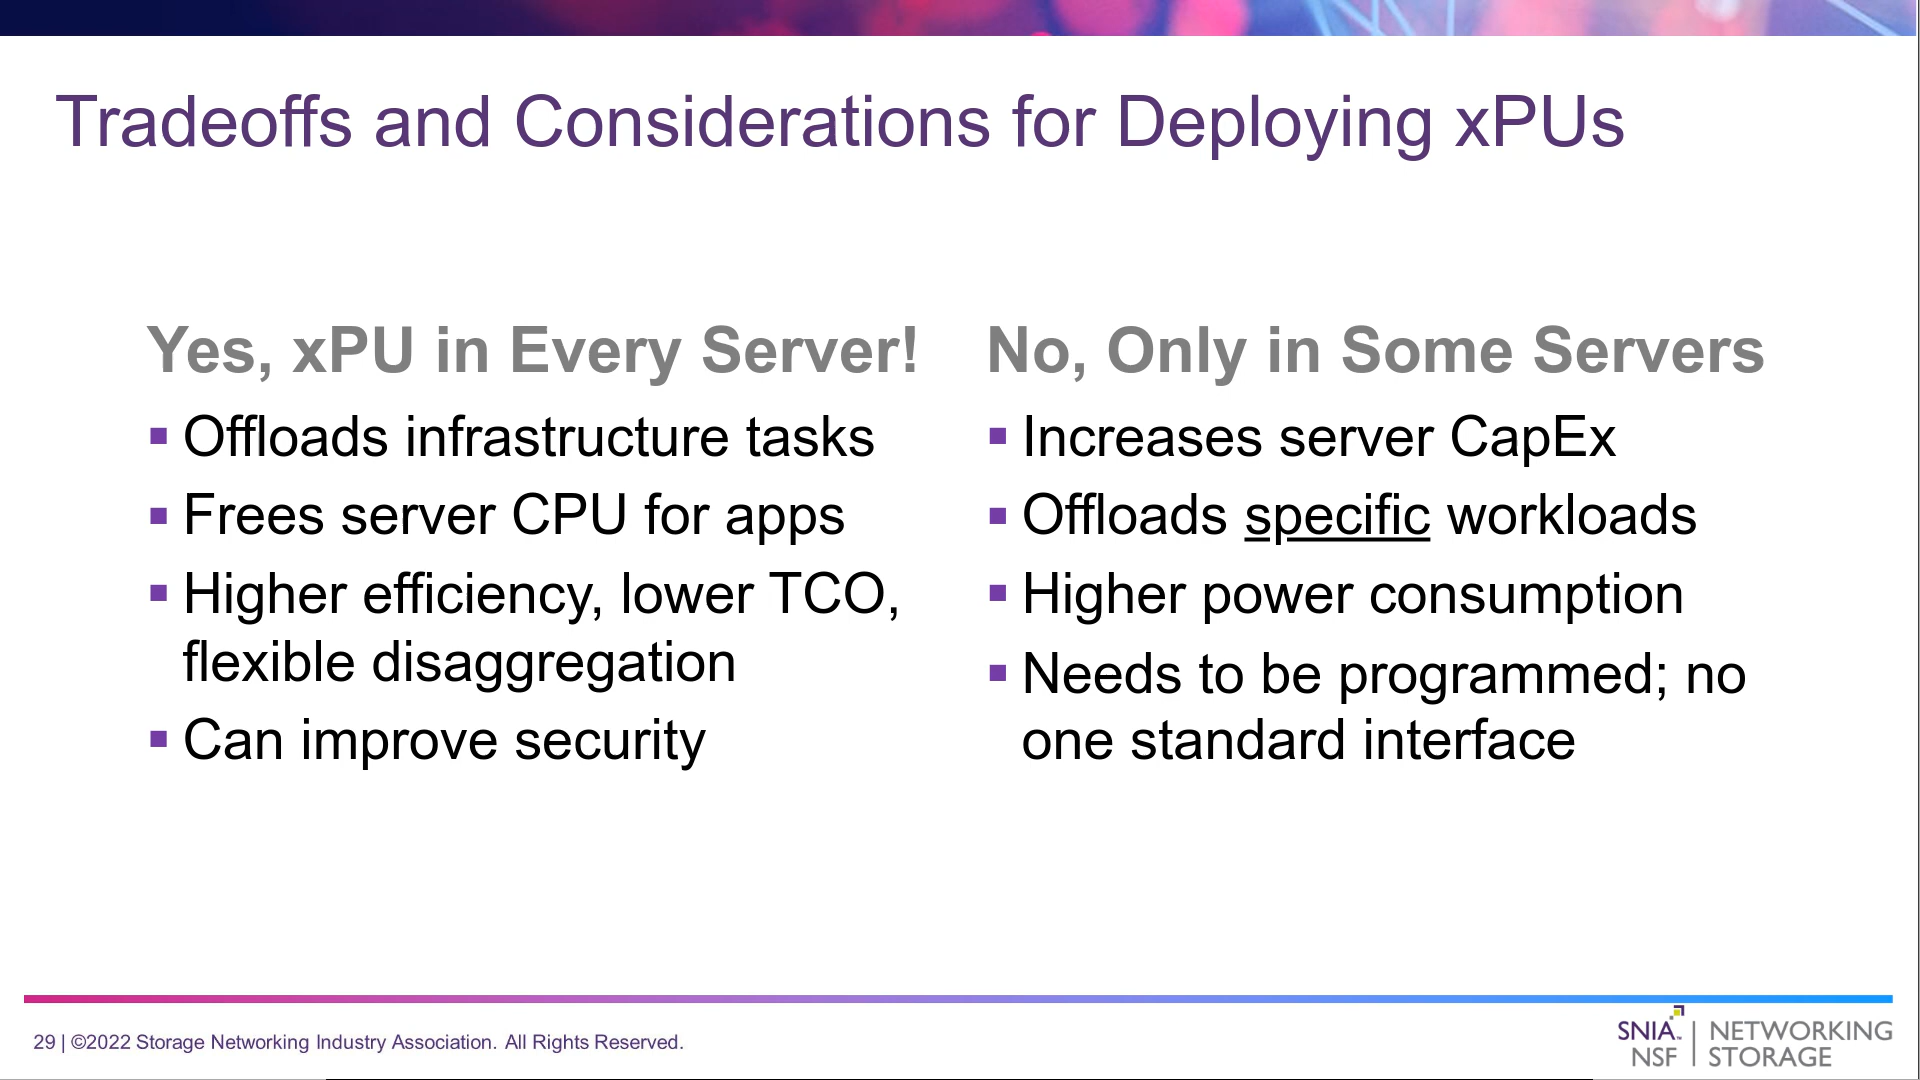 Tradeoffs and Considerations for Deploying xPUs
Yes, xPU in Every Server!
▪ Offloads infrastructure tasks
▪ Frees server CPU for apps
▪ Higher efficiency, lower TCO,
flexible disaggregation
▪ Can improve security
No, Only in Some Servers
▪ Increases server CapEx
▪ Offloads specific workloads
▪ Higher power consumption
▪ Needs to be programmed; no
one standard interface
29 | ©2022 Storage Networking Industry Association. All Rights Reserved.
SNIA™ | NETWORKING
NSF | STORAGE